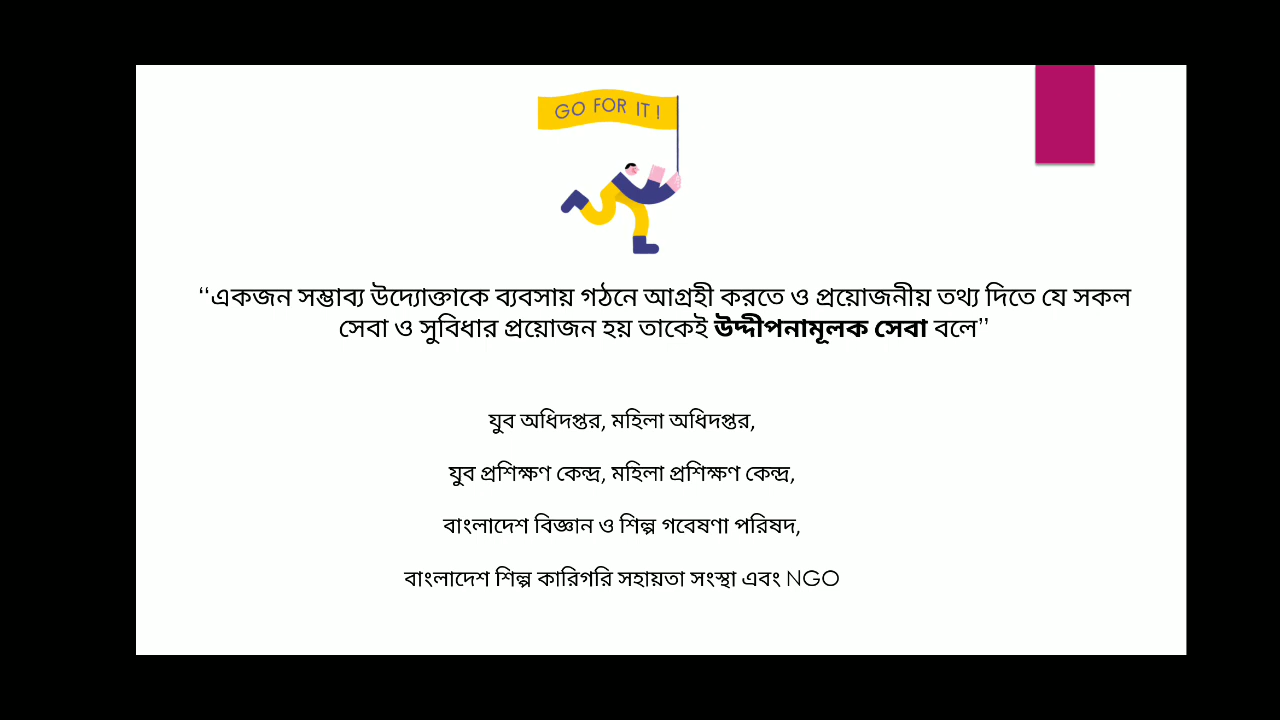 GO FOR IT !
‘‘একজন সম্ভাব্য উদ্যোক্তাকে ব্যবসায় গঠনে আগ্রহী করতে ও প্রয়োজনীয় তথ্য দিতে যে সকল
সেবা ও সুবিধার প্রয়োজন হয় তাকেই উদ্দীপনামূলক সেবা বলে’’
যুব অধিদপ্তর, মহিলা অধিদপ্তর,
যুব প্রশিক্ষণ কেন্দ্র, মহিলা প্রশিক্ষণ কেন্দ্র,
বাংলাদেশ বিজ্ঞান ও শিল্প গবেষণা পরিষদ,
বাংলাদেশ শিল্প কারিগরি সহায়তা সংস্থা এবং NGO